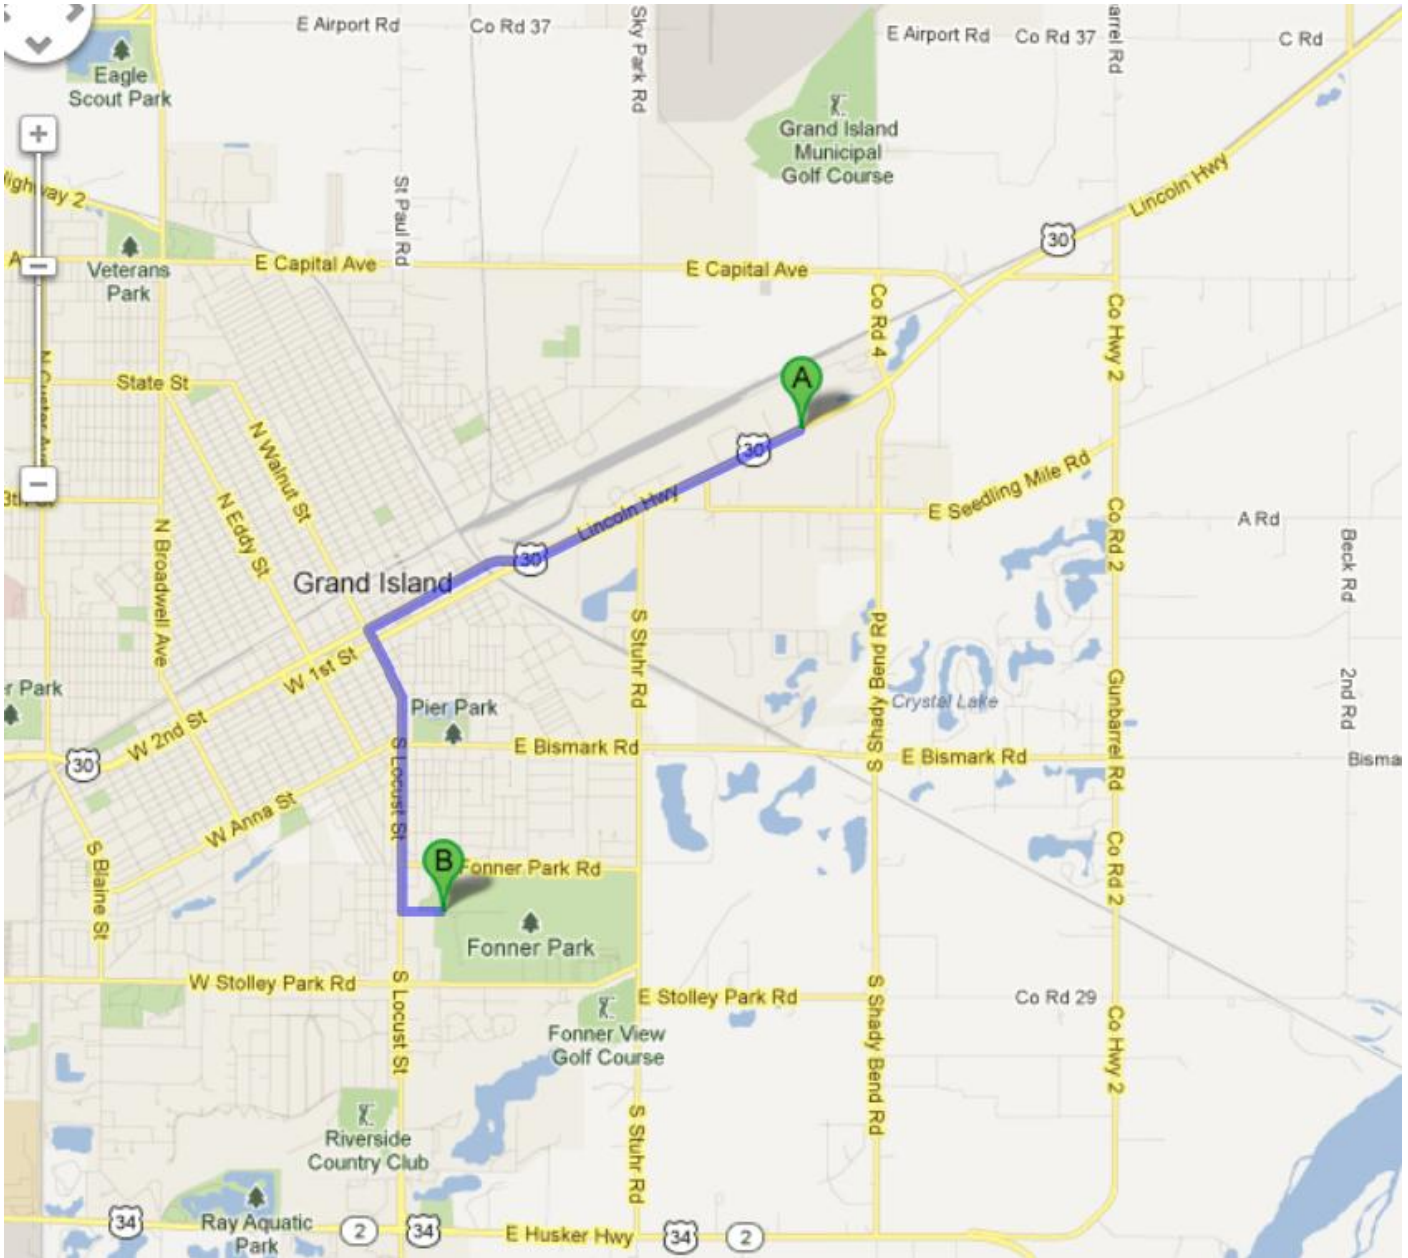 E Airport Rd
Co Rd 37
Sky Park Rd
E Airport Rd
Co Rd 37
C Rd
Eagle
Scout Park
Grand Island
Municipal
Golf Course
Lincoln Hwy
St Paul Rd
30
Veterans
Park
E Capital Ave
E Capital Ave
Co Rd 4
Co Hwy 2
State St
A
N Walnut St
30
Lincoln Hwy
E Seedling Mile Rd
N Eddy St
N Broadwell Ave
Co Rd 2
A Rd
Beck Rd
30
Grand Island
S Stuhr Rd
S Shady Bend Rd
W 1st St
Crystal Lake
Gunbarrel Rd
2nd Rd
Pier Park
W 2nd St
30
S Locust St
E Bismark Rd
E Bismark Rd
W Anna St
S Blaine St
B
Fonner Park Rd
Co Rd 2
Fonner Park
W Stolley Park Rd
S Locust St
E Stolley Park Rd
S Shady Bend Rd
Co Rd 29
Co Hwy 2
Fonner View
Golf Course
Riverside
Country Club
S Stuhr Rd
Ray Aquatic
Park
34
2
34
E Husker Hwy
34
2